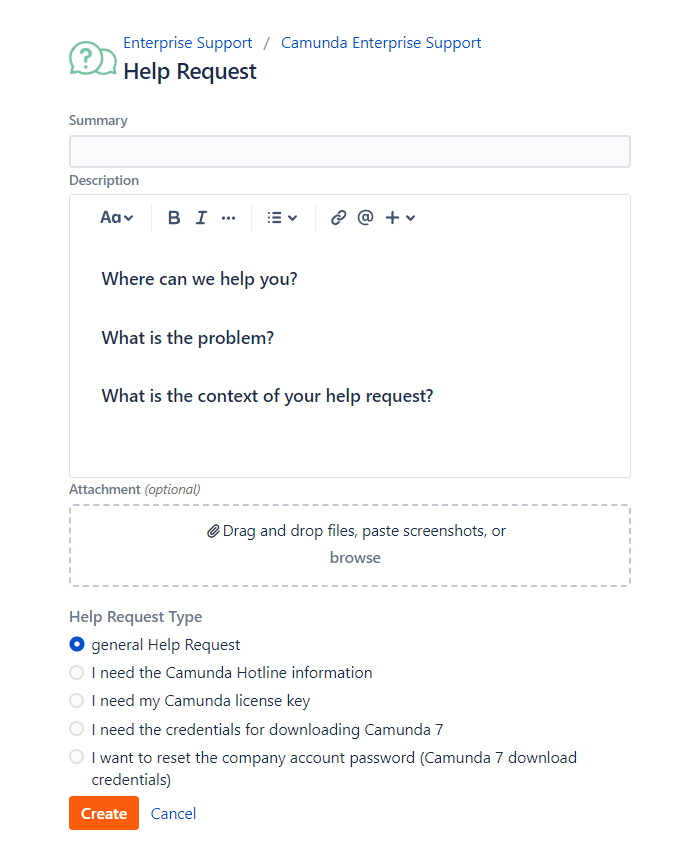 Enterprise Support / Camunda Enterprise Support
Help Request
Summary
Description
Aa B I ... @ +
Where can we help you?
What is the problem?
What is the context of your help request?
Attachment (optional)
Drag and drop files, paste screenshots, or
browse
Help Request Type
general Help Request
I need the Camunda Hotline information
I need my Camunda license key
I need the credentials for downloading Camunda 7
I want to reset the company account password (Camunda 7 download
credentials)
Create Cancel